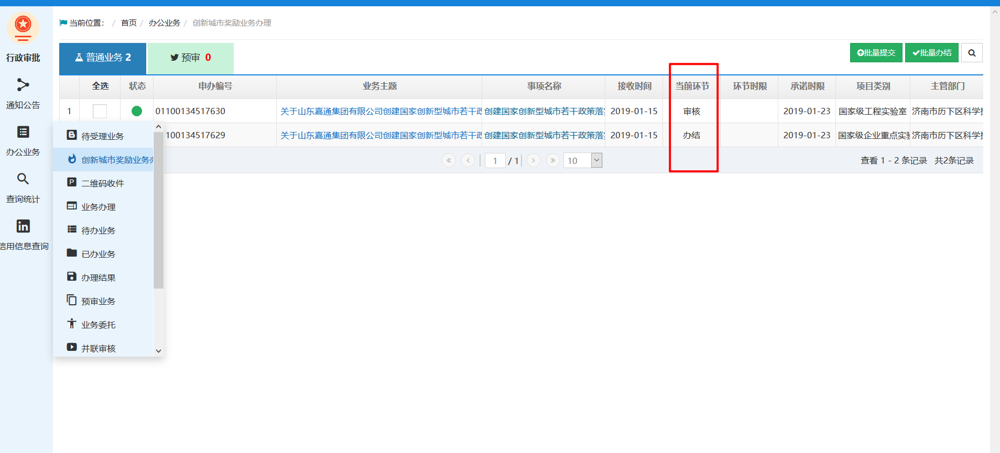 当前位置： / 首页 / 办公业务 / 创新城市奖励业务办理
行政审批
通知公告
办公业务
查询统计
信用信息查询
普通业务 2
预审 0
批量提交
批量办结
全选 状态 申办编号 业务主题 事项名称 接收时间 当前环节 环节时限 承诺时限 项目类别 主管部门
1 01100134517630 关于山东嘉通集团有限公司创建国家创新型城市若干政 创建国家创新型城市若干政策落实 2019-01-15 审核 2019-01-23 国家级工程实验室 济南市历下区科学技
100134517629 关于山东嘉通集团有限公司创建国家创新型城市若干政 创建国家创新型城市若干政策落实 2019-01-15 办结 2019-01-23 国家级企业重点实验 济南市历下区科学技
1 / 1 10 查看 1 - 2 条记录 共2条记录
待受理业务
创新城市奖励业务办
二维码收件
业务办理
待办业务
已办业务
办理结果
预审业务
业务委托
并联审核